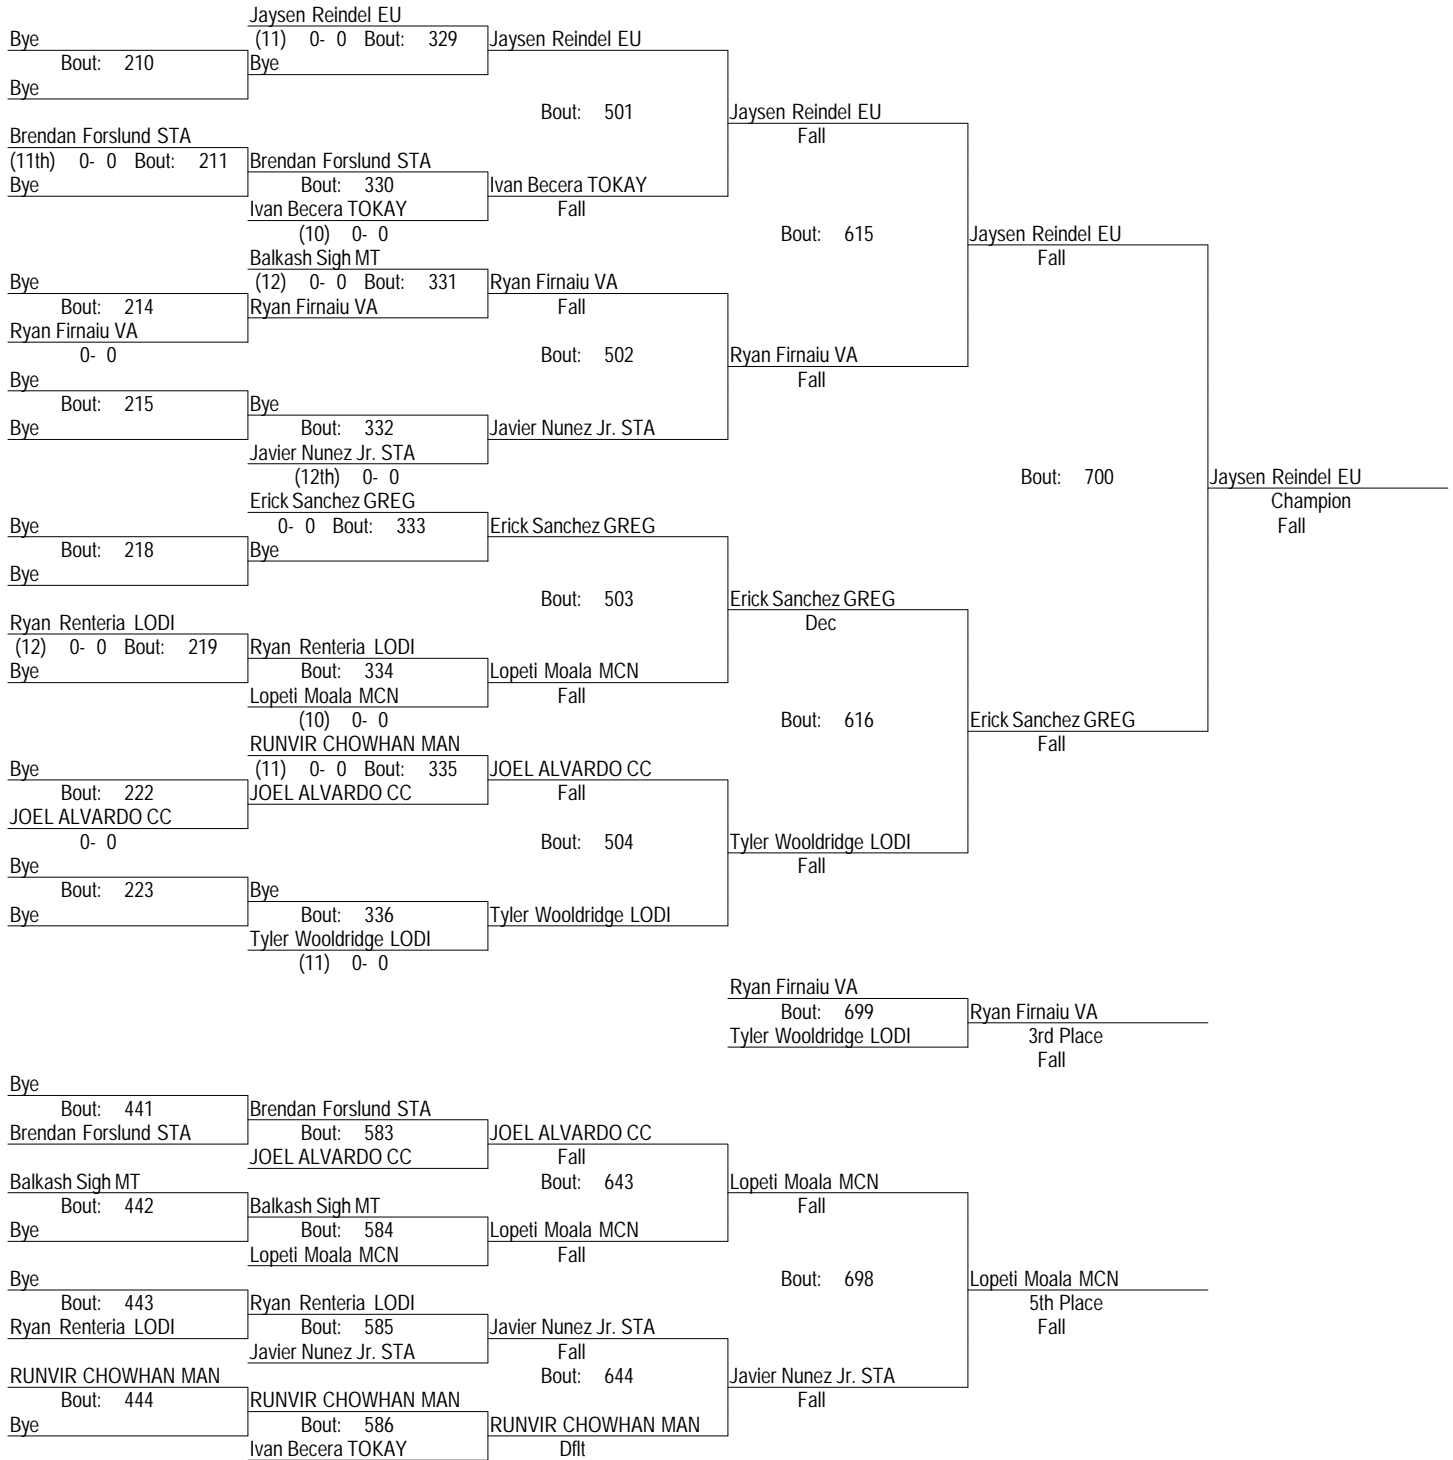 Jaysen Reindel EU
Bye (11) 0- 0 Bout: 329 Jaysen Reindel EU
Bout: 210 Bye
Bye
Bout: 501 Jaysen Reindel EU
Brendan Forslund STA Fall
(11th) 0- 0 Bout: 211 Brendan Forslund STA
Bye Bout: 330 Ivan Becera TOKAY
Ivan Becera TOKAY Fall
(10) 0- 0 Bout: 615 Jaysen Reindel EU
Balkash Sigh MT Fall
Bye (12) 0- 0 Bout: 331 Ryan Firnaiu VA
Bout: 214 Ryan Firnaiu VA Fall
Ryan Firnaiu VA
0- 0 Bout: 502 Ryan Firnaiu VA
Bye Fall
Bout: 215 Bye
Bye Bout: 332 Javier Nunez Jr. STA
Javier Nunez Jr. STA
(12th) 0- 0 Bout: 700 Jaysen Reindel EU
Erick Sanchez GREG Champion
Bye 0- 0 Bout: 333 Erick Sanchez GREG Fall
Bout: 218 Bye
Bye
Bout: 503 Erick Sanchez GREG
Ryan Renteria LODI Dec
(12) 0- 0 Bout: 219 Ryan Renteria LODI
Bye Bout: 334 Lopeti Moala MCN
Lopeti Moala MCN Fall
(10) 0- 0 Bout: 616 Erick Sanchez GREG
RUNVIR CHOWHAN MAN Fall
Bye (11) 0- 0 Bout: 335 JOEL ALVARDO CC
Bout: 222 JOEL ALVARDO CC Fall
JOEL ALVARDO CC
0- 0 Bout: 504 Tyler Wooldridge LODI
Bye Fall
Bout: 223 Bye
Bye Bout: 336 Tyler Wooldridge LODI
Tyler Wooldridge LODI
(11) 0- 0
Ryan Firnaiu VA
Bout: 699 Ryan Firnaiu VA
Tyler Wooldridge LODI 3rd Place
Fall
Bye
Bout: 441 Brendan Forslund STA
Brendan Forslund STA Bout: 583 JOEL ALVARDO CC
JOEL ALVARDO CC Fall
Balkash Sigh MT Bout: 643 Lopeti Moala MCN
Bout: 442 Balkash Sigh MT Fall
Bye Bout: 584 Lopeti Moala MCN
Lopeti Moala MCN Fall
Bye Bout: 698 Lopeti Moala MCN
Bout: 443 Ryan Renteria LODI 5th Place
Ryan Renteria LODI Bout: 585 Javier Nunez Jr. STA Fall
Javier Nunez Jr. STA Fall
RUNVIR CHOWHAN MAN Bout: 644 Javier Nunez Jr. STA
Bout: 444 RUNVIR CHOWHAN MAN Fall
Bye Bout: 586 RUNVIR CHOWHAN MAN
Ivan Becera TOKAY Dflt